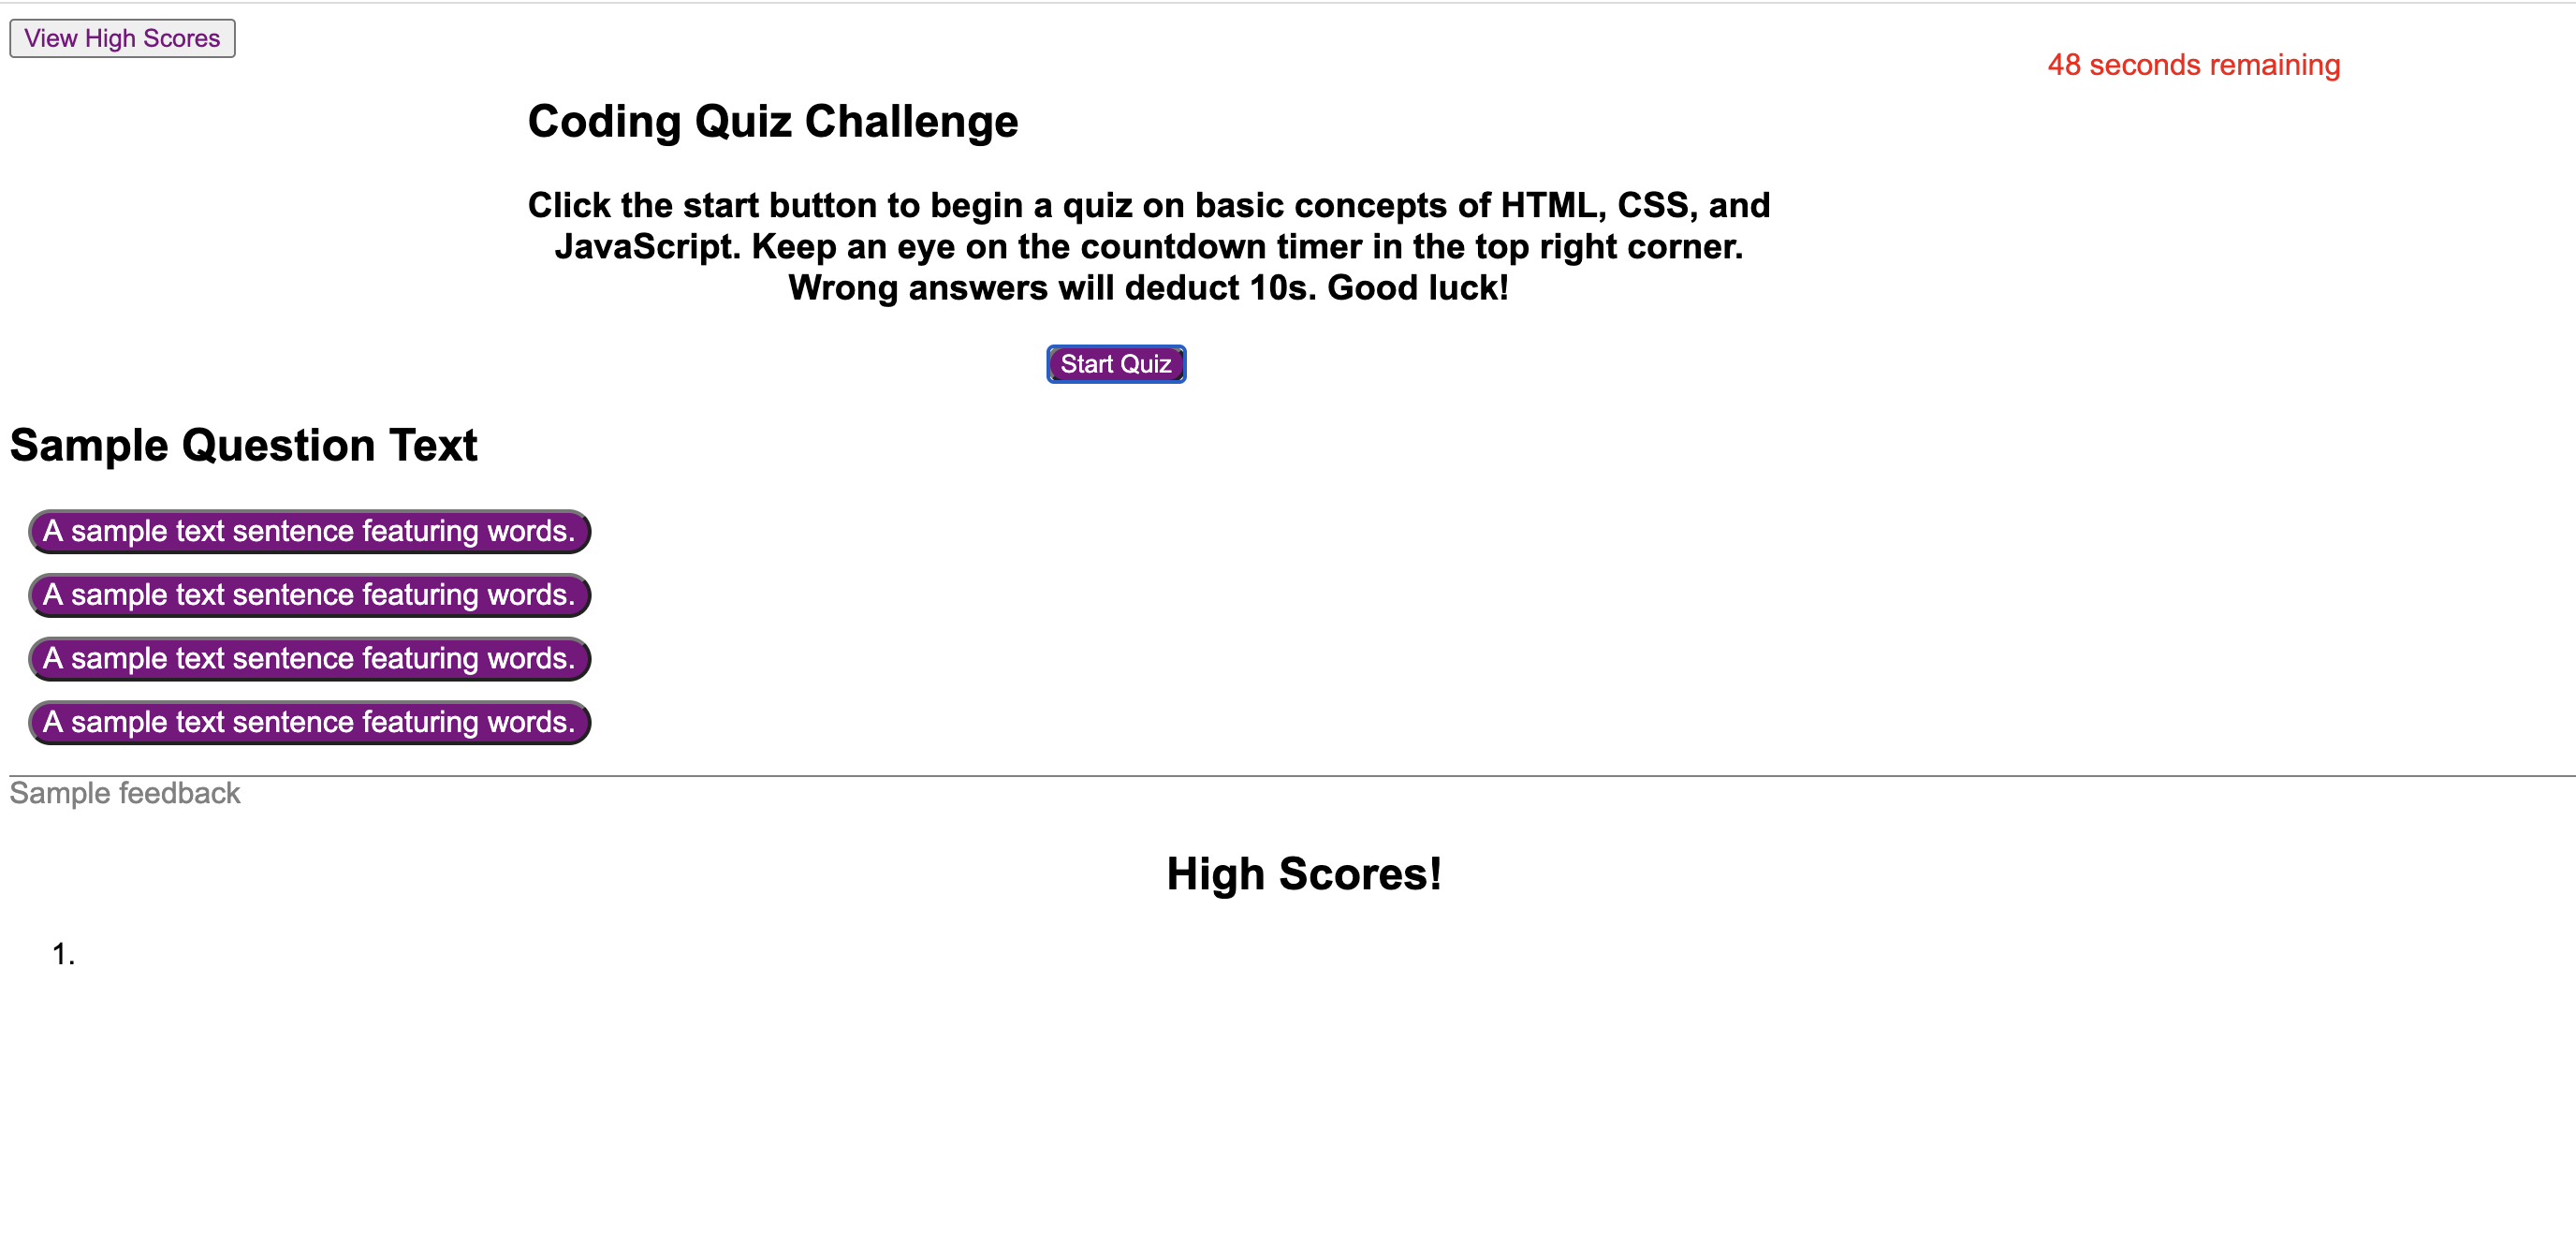 View High Scores
48 seconds remaining
Coding Quiz Challenge
Click the start button to begin a quiz on basic concepts of HTML, CSS, and
JavaScript. Keep an eye on the countdown timer in the top right corner.
Wrong answers will deduct 10s. Good luck!
Start Quiz
Sample Question Text
A sample text sentence featuring words.
A sample text sentence featuring words.
A sample text sentence featuring words.
A sample text sentence featuring words.
Sample feedback
High Scores!
1.